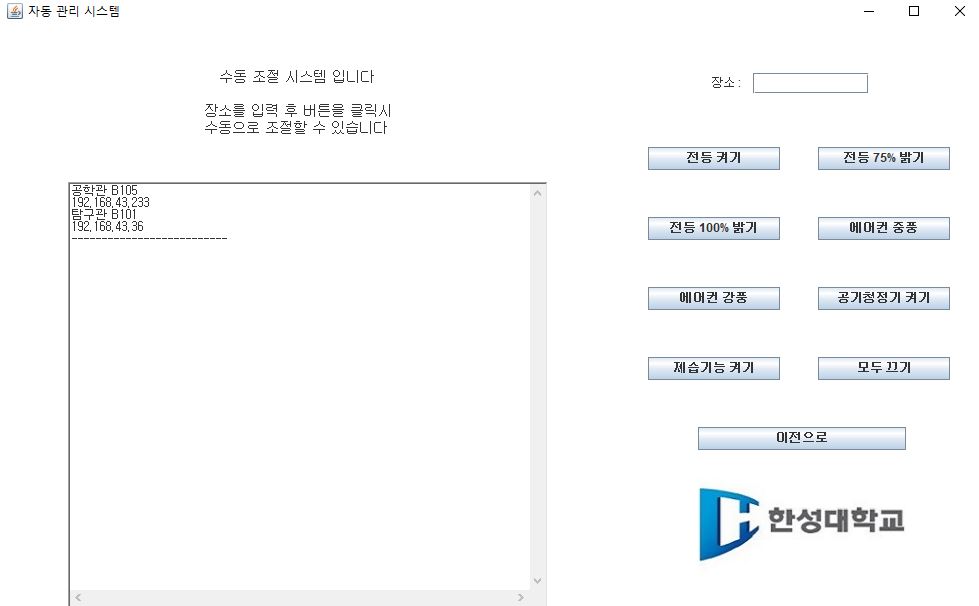 자동 관리 시스템
수동 조절 시스템 입니다
장소를 입력 후 버튼을 클릭시
수동으로 조절할 수 있습니다
공학관 B105
192,168,43,233
탐구관 B101
192,168,43,36
--------------------------
장소 :
전등 켜기
전등 75% 밝기
전등 100% 밝기
에어컨 중풍
에어컨 강풍
공기청정기 켜기
제습기능 켜기
모두 끄기
이전으로
한성대학교